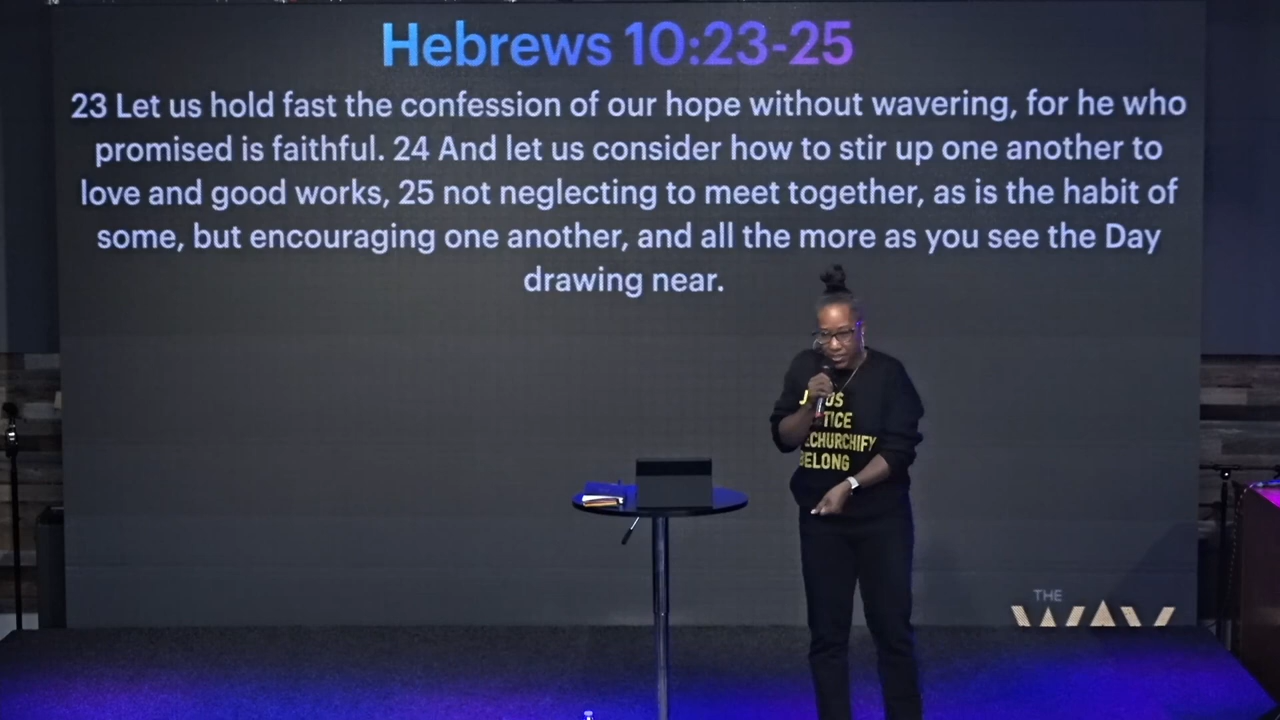 Hebrews 10:23-25
23 Let us hold fast the confession of our hope without wavering, for he who
promised is faithful. 24 And let us consider how to stir up one another to
love and good works, 25 not neglecting to meet together, as is the habit of
some, but encouraging one another, and all the more as you see the Day
drawing near.
BELONG
THE
WAY